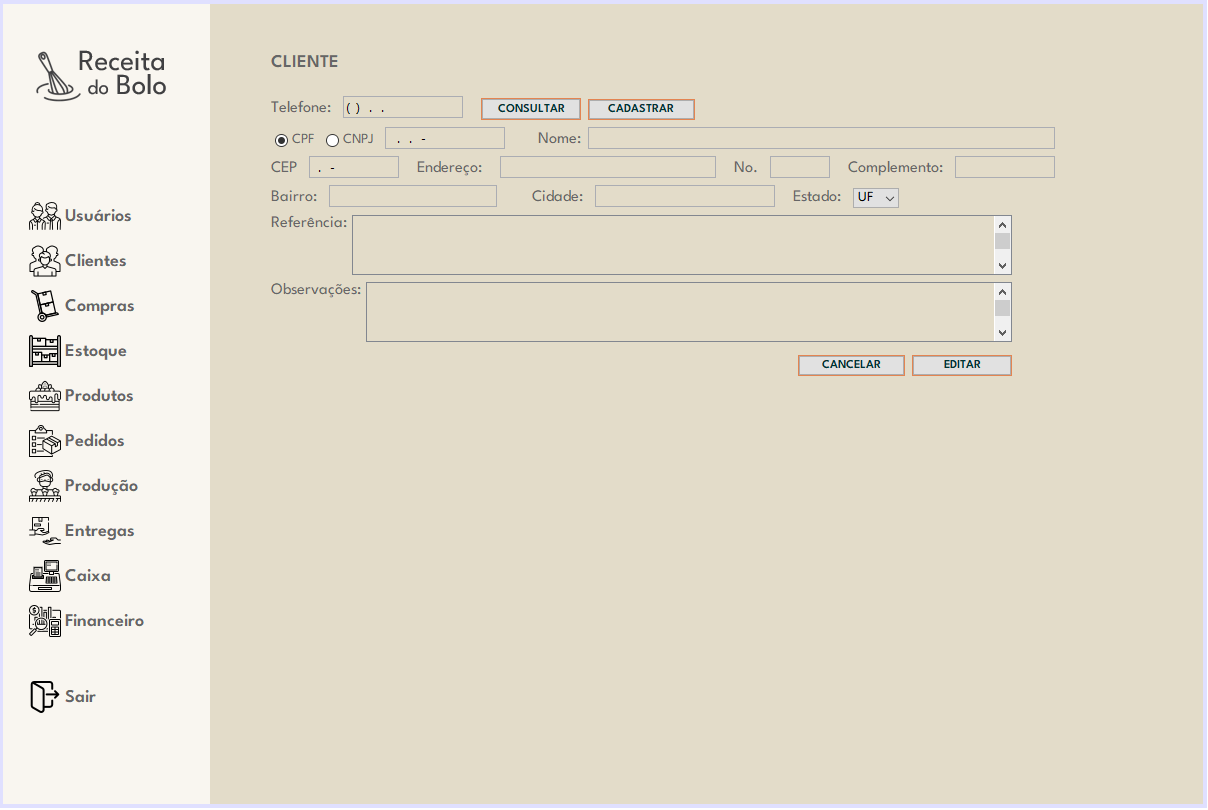 Receita
do Bolo
Usuários
Clientes
Compras
Estoque
Produtos
Pedidos
Produção
Entregas
Caixa
Financeiro
Sair
CLIENTE
Telefone: ( ) . . CONSULTAR CADASTRAR
CPF CNPJ . . - Nome:
CEP . - Endereço: No. Complemento:
Bairro: Cidade: Estado: UF
Referência:
Observações:
CANCELAR EDITAR